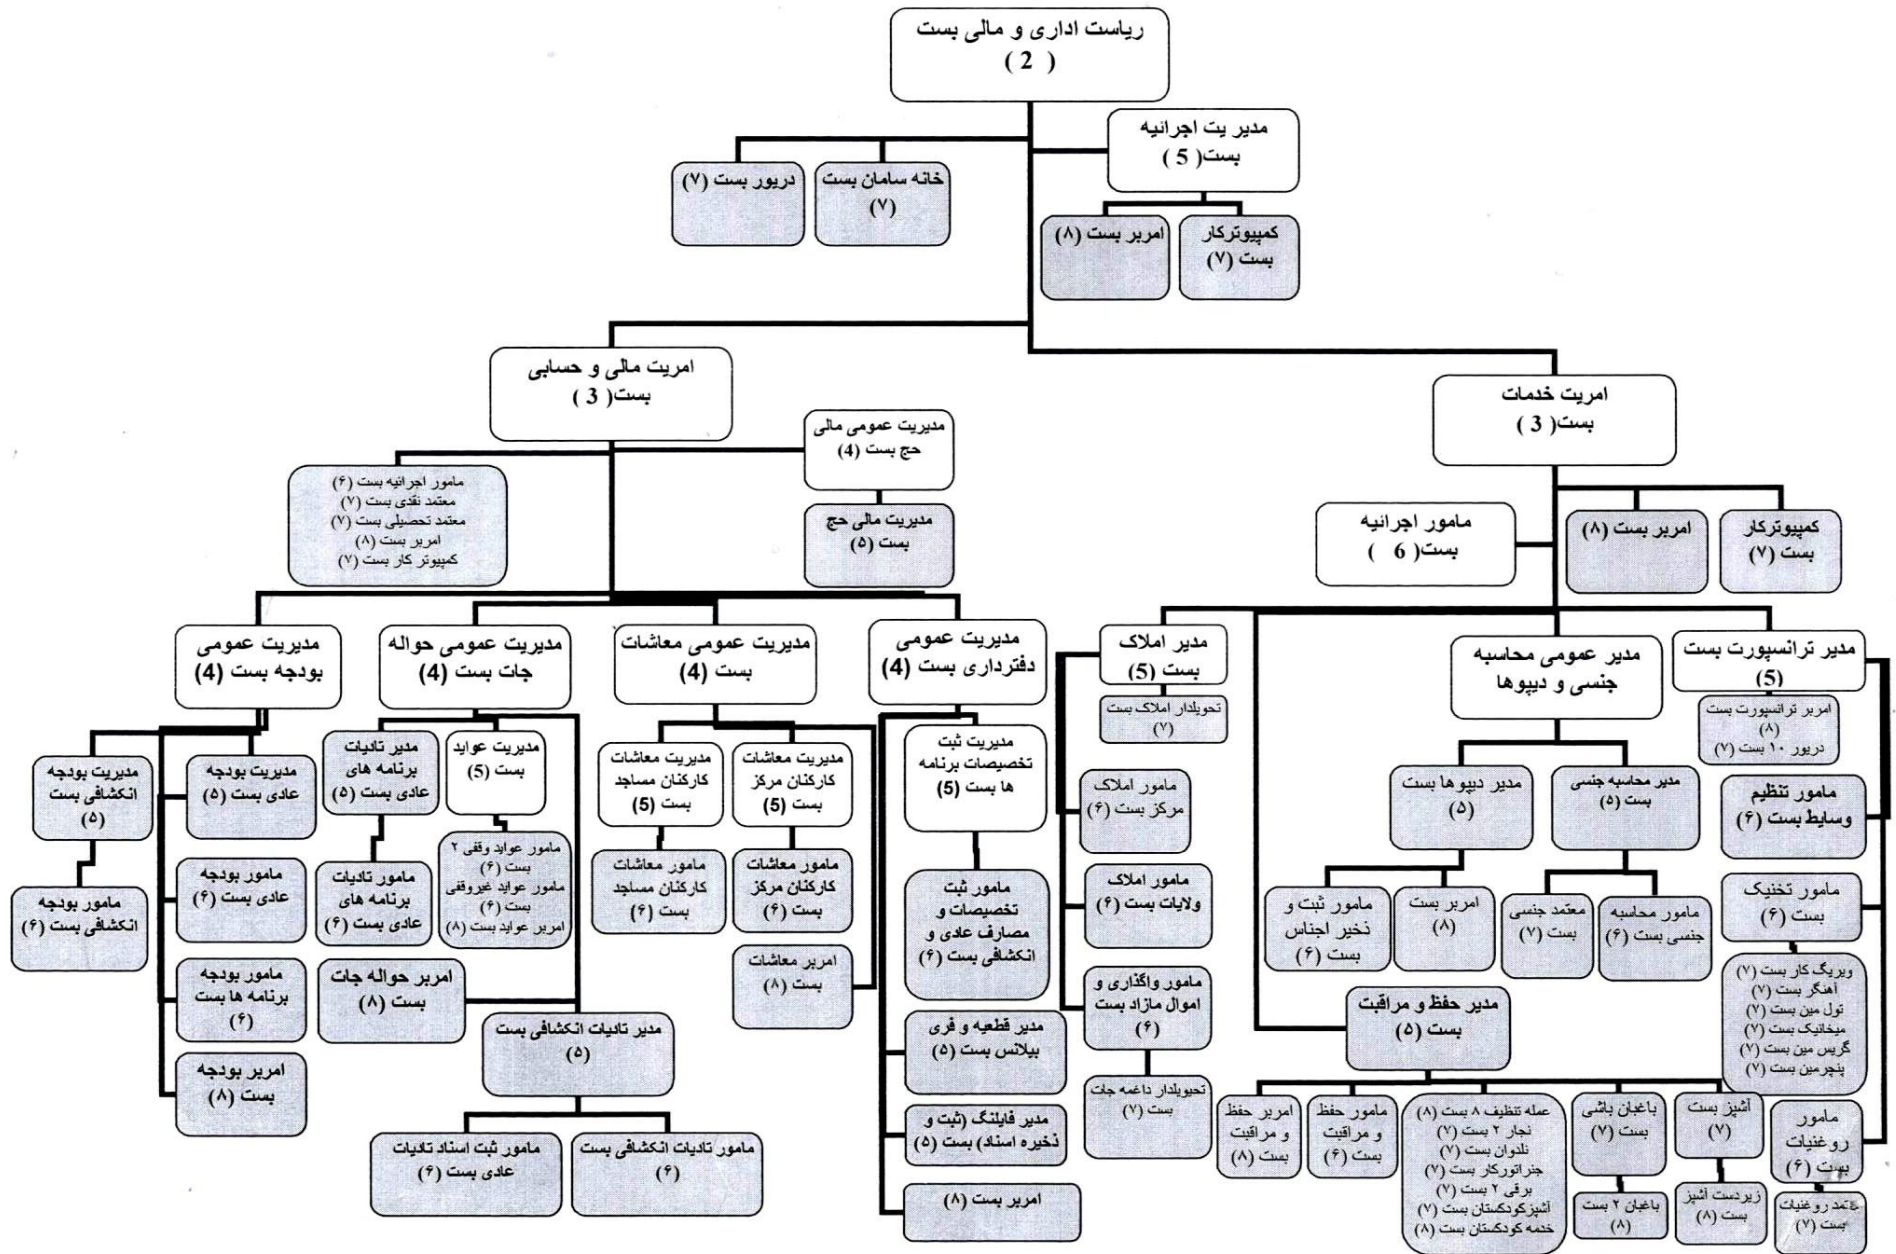 ریاست اداری و مالی بست
( 2 )
مدیر یت اجرائیه
بست( 5 )
دریور بست (۷)
خانه سامان بست
(۷)
امربر بست (۸)
کمپیوترکار
بست (۷)
امریت مالی و حسابی
بست( 3 )
امریت خدمات
بست( 3 )
مدیریت عمومی مالی
حج بست (4)
مامور اجرائیه بست (۶)
معتمد نقدی بست (۷)
معتمد تحصیلی بست (۷)
امربر بست (۸)
کمپیوتر کار بست (۷)
مدیریت مالی حج
بست (۵)
مامور اجرائیه
بست( 6 )
امربر بست (۸)
کمپیوترکار
بست (۷)
مدیریت عمومی
بودجه بست (4)
مدیریت عمومی حواله
جات بست (4)
مدیریت عمومی معاشات
بست (4)
مدیریت عمومی
دفترداری بست (4)
مدیر املاک
بست (5)
مدیر عمومی محاسبه
جنسی و دیپوها
مدیر ترانسپورت بست
(5)
تحویلدار املاک بست
(۷)
امربر ترانسپورت بست
(۸)
دریور ۱۰ بست (۷)
مدیریت بودجه
انکشافی بست
(۵)
مدیریت بودجه
عادی بست (۵)
مدیر تادیات
برنامه های
عادی بست (۵)
مدیریت عواید
بست (5)
مدیریت معاشات
کارکنان مساجد
بست (5)
مدیریت معاشات
کارکنان مرکز
بست (5)
مدیریت ثبت
تخصیصات برنامه
ها بست (5)
مامور املاک
مرکز بست (۶)
مدیر دیپوها بست
(۵)
مدیر محاسبه جنسی
بست (۵)
مامور تنظیم
وسایط بست (۶)
مامور بودجه
انکشافی بست (۶)
مامور بودجه
عادی بست (۶)
مامور تادیات
برنامه های
عادی بست (۶)
مامور عواید وقفی ۲
بست (۶)
مامور عواید غیروقفی
بست (۶)
امربر عواید بست (۸)
مامور معاشات
کارکنان مساجد
بست (۶)
مامور معاشات
کارکنان مرکز
بست (۶)
مامور ثبت
تخصیصات و
مصارف عادی و
انکشافی بست (۶)
مامور املاک
ولایات بست (۶)
مامور ثبت و
ذخیر اجناس
بست (۶)
امربر بست
(۸)
معتمد جنسی
بست (۷)
مامور محاسبه
جنسی بست (۶)
مامور تخنیک
بست (۶)
مامور بودجه
برنامه ها بست
(۶)
امربر حواله جات
بست (۸)
امربر معاشات
بست (۸)
مامور واگذاری و
اموال مازاد بست
(۶)
مدیر حفظ و مراقبت
بست (۵)
ویرینگ کار بست (۷)
آهنگر بست (۷)
تول مین بست (۷)
میخانیک بست (۷)
گریس مین بست (۷)
پنچرمین بست (۷)
امربر بودجه
بست (۸)
مدیر تادیات انکشافی بست
(۵)
مدیر قطعیه و فری
بیلانس بست (۵)
تحیویلدار داغمه جات
بست (۷)
امربر حفظ
و مراقبت
بست (۸)
مامور حفظ
و مراقبت
بست (۶)
عمله تنظیف ۸ بست (۸)
نجار ۲ بست (۷)
نلدوان بست (۷)
جنراتورکار بست (۷)
برقی ۲ بست (۷)
آشپزکودکستان بست (۷)
خدمه کودکستان بست (۸)
باغبان باشی
بست (۷)
آشپز بست
(۷)
مامور
روغنیات
بست (۶)
مامور ثبت اسناد تادیات
عادی بست (۶)
مامور تادیات انکشافی بست
(۶)
مدیر فایلنگ (ثبت و
ذخیره اسناد) بست (۵)
امربر بست (۸)
باغبان ۲ بست
(۸)
زیردست آشپز
بست (۸)
روغنیات
بست (۷)